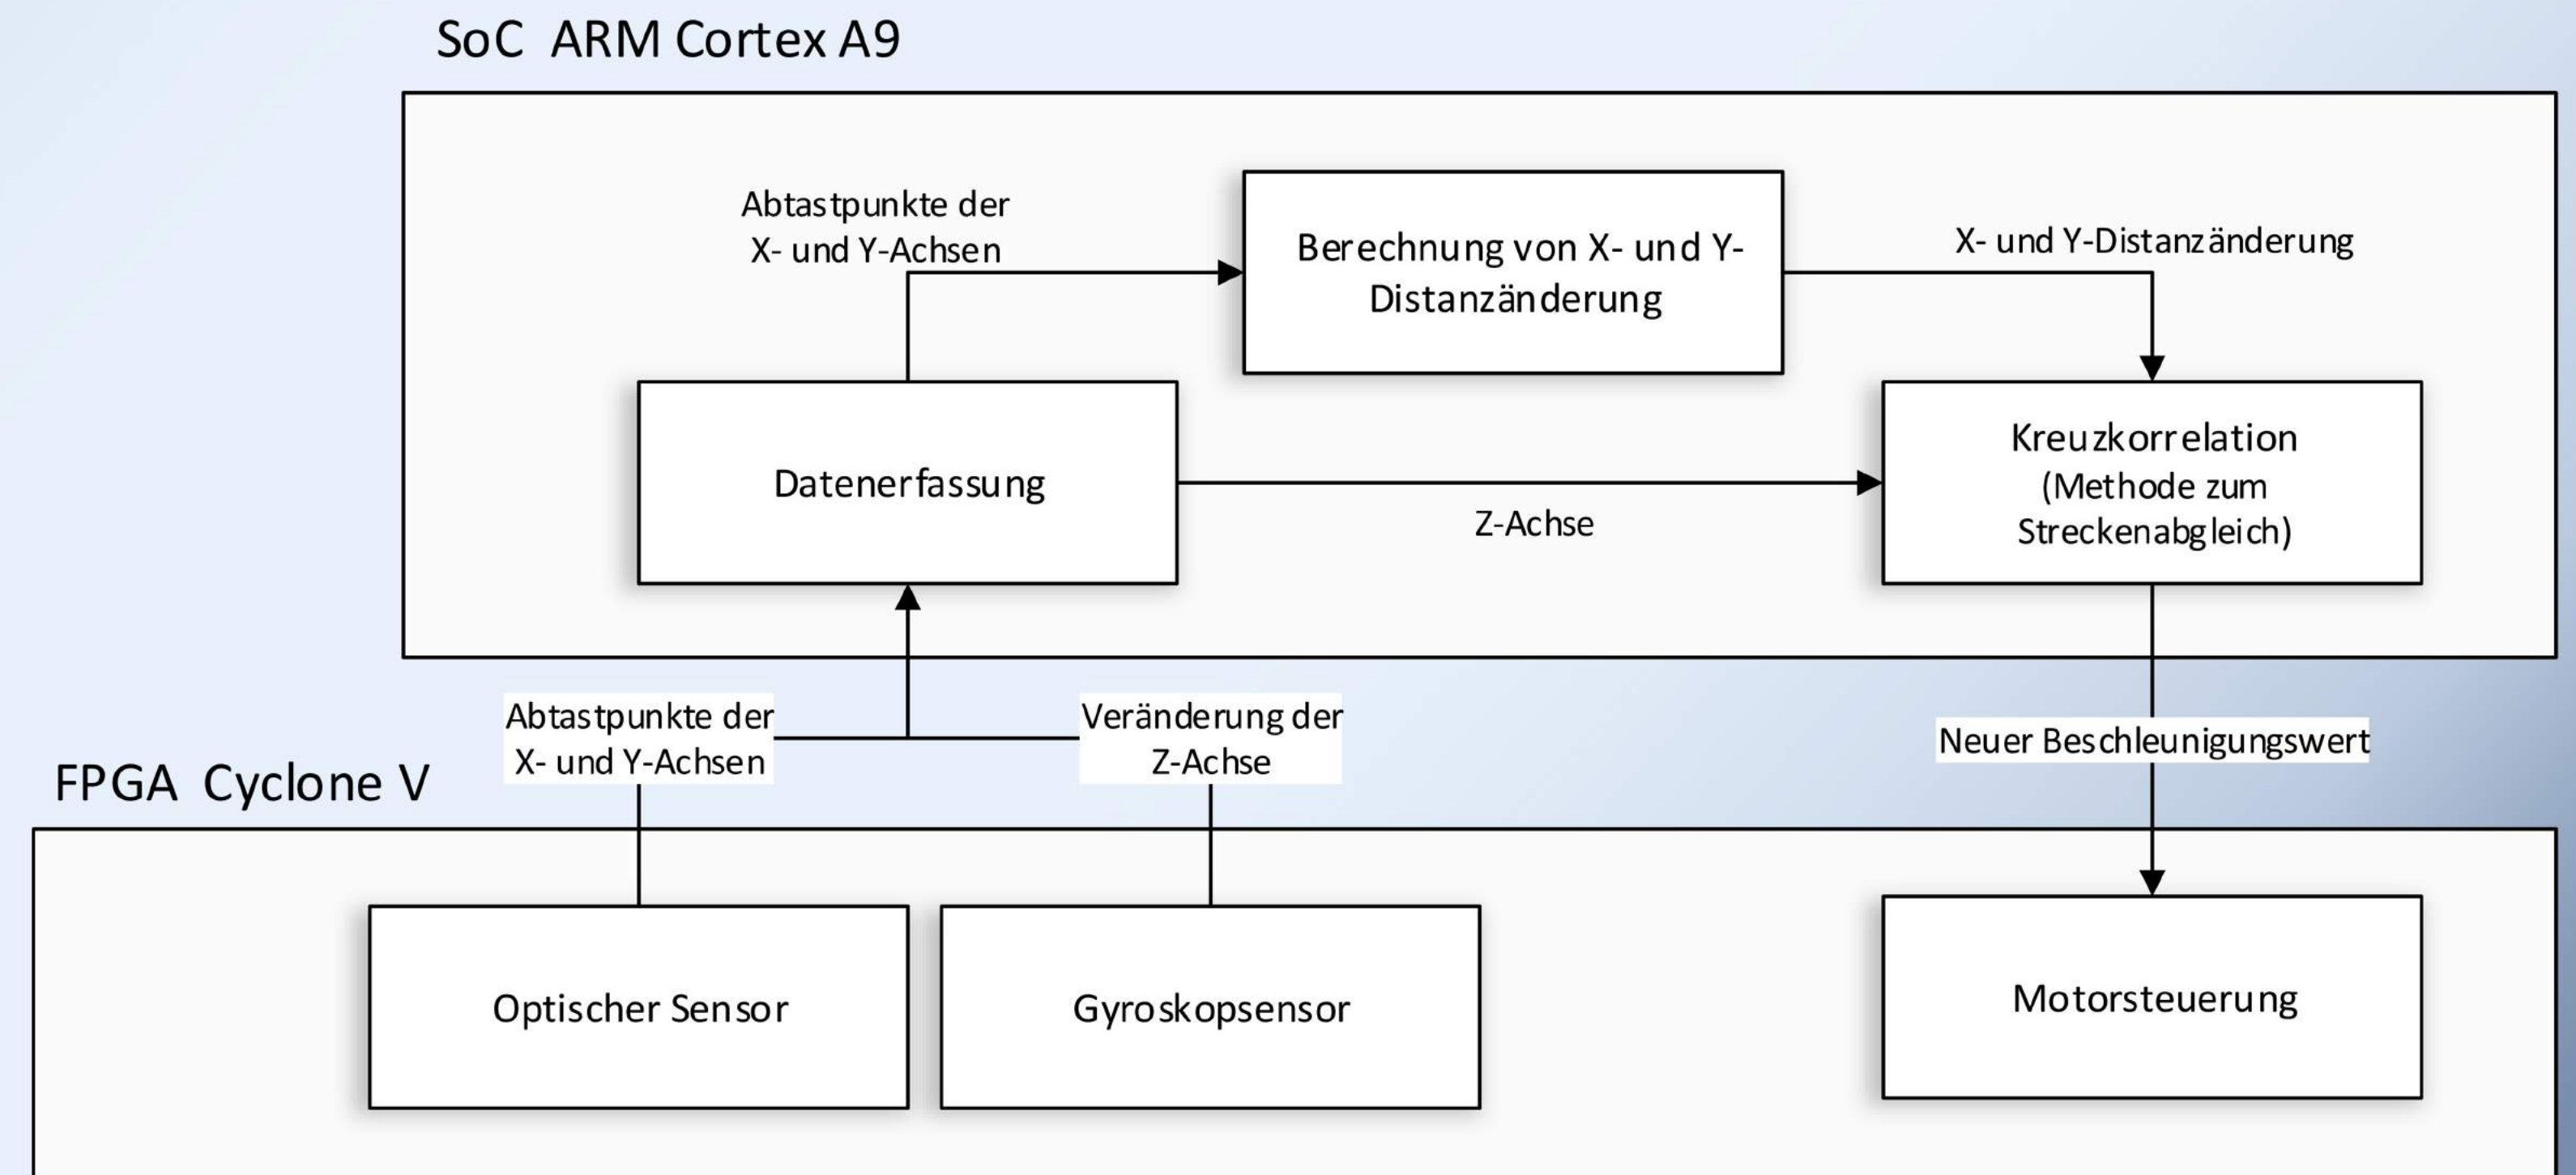 SoC ARM Cortex A9
Abtastpunkte der
X- und Y-Achsen
Berechnung von X- und Y-
Distanzänderung
X- und Y-Distanzänderung
Datenerfassung
Z-Achse
Kreuzkorrelation
(Methode zum
Streckenabgleich)
Abtastpunkte der
X- und Y-Achsen
Veränderung der
Z-Achse
Neuer Beschleunigungswert
FPGA Cyclone V
Optischer Sensor
Gyroskopsensor
Motorsteuerung